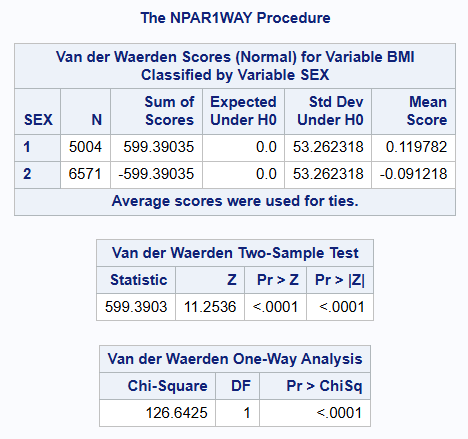 The NPAR1WAY Procedure
Van der Waerden Scores (Normal) for Variable BMI
Classified by Variable SEX
SEX N Sum of Scores Expected Under H0 Std Dev Under H0 Mean Score
1 5004 599.39035 0.0 53.262318 0.119782
2 6571 -599.39035 0.0 53.262318 -0.091218
Average scores were used for ties.
Van der Waerden Two-Sample Test
Statistic Z Pr > Z Pr > |Z|
599.3903 11.2536 <.0001 <.0001
Van der Waerden One-Way Analysis
Chi-Square DF Pr > ChiSq
126.6425 1 <.0001